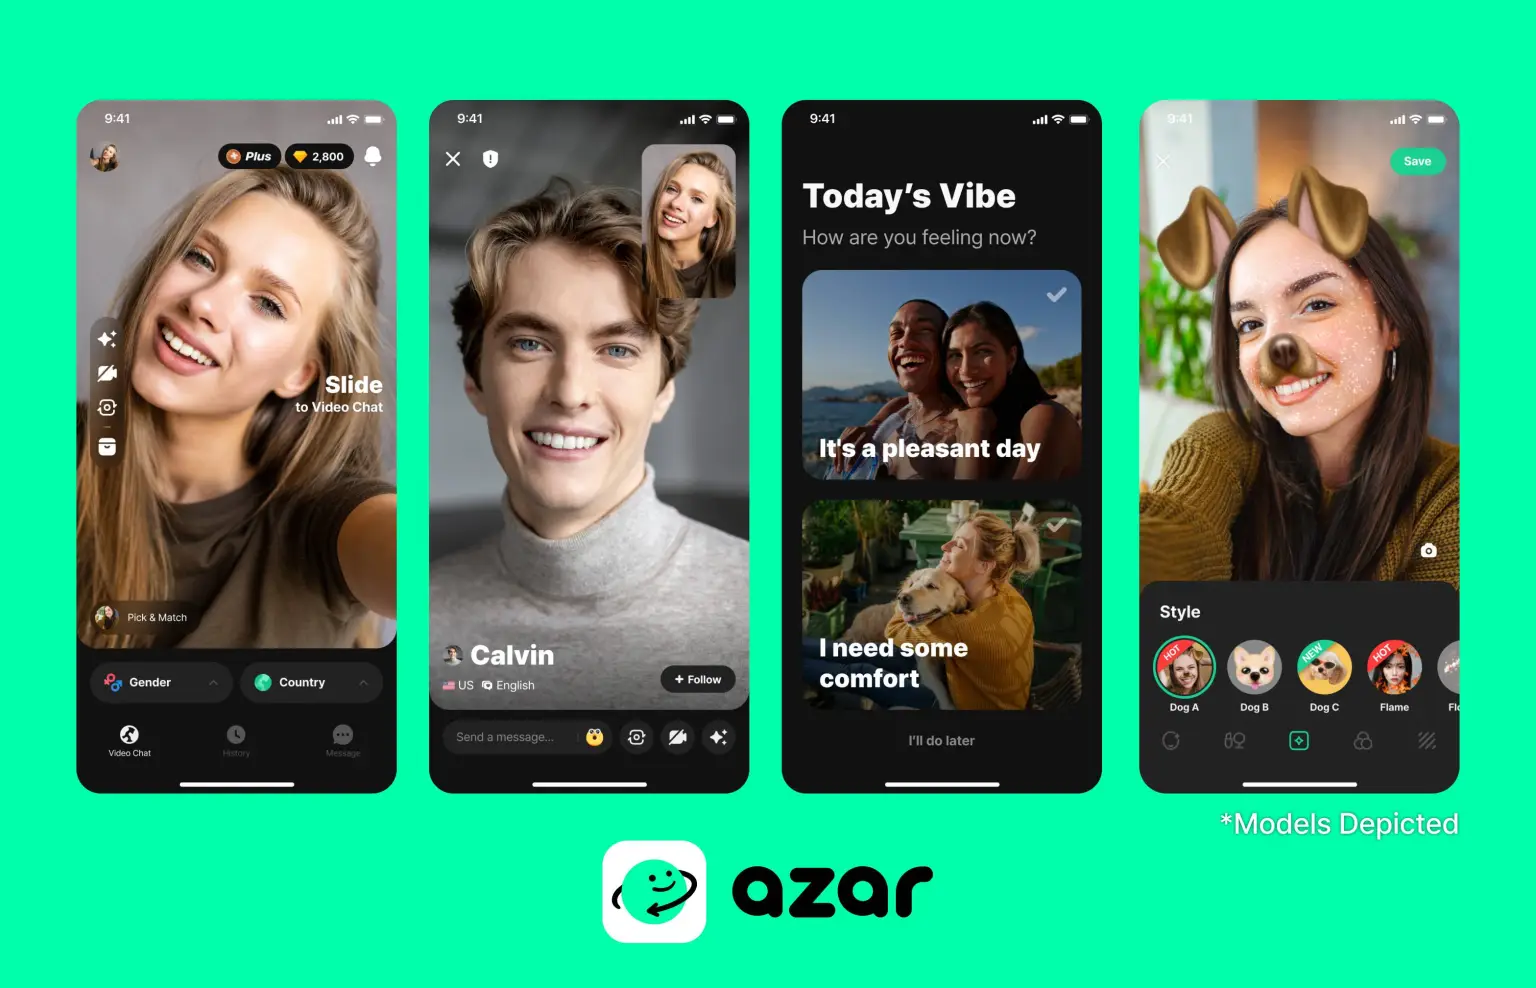 9:41
Plus
2,800
Slide
to Video Chat
Pick & Match
Gender
Country
Video Chat
History
Message
9:41
Calvin
US
English
+ Follow
Send a message...
9:41
Today's Vibe
How are you feeling now?
It's a pleasant day
I need some
comfort
I'll do later
9:41
Save
Style
HOT
NEW
HOT
Dog A
Dog B
Dog C
Flame
*Models Depicted
azar